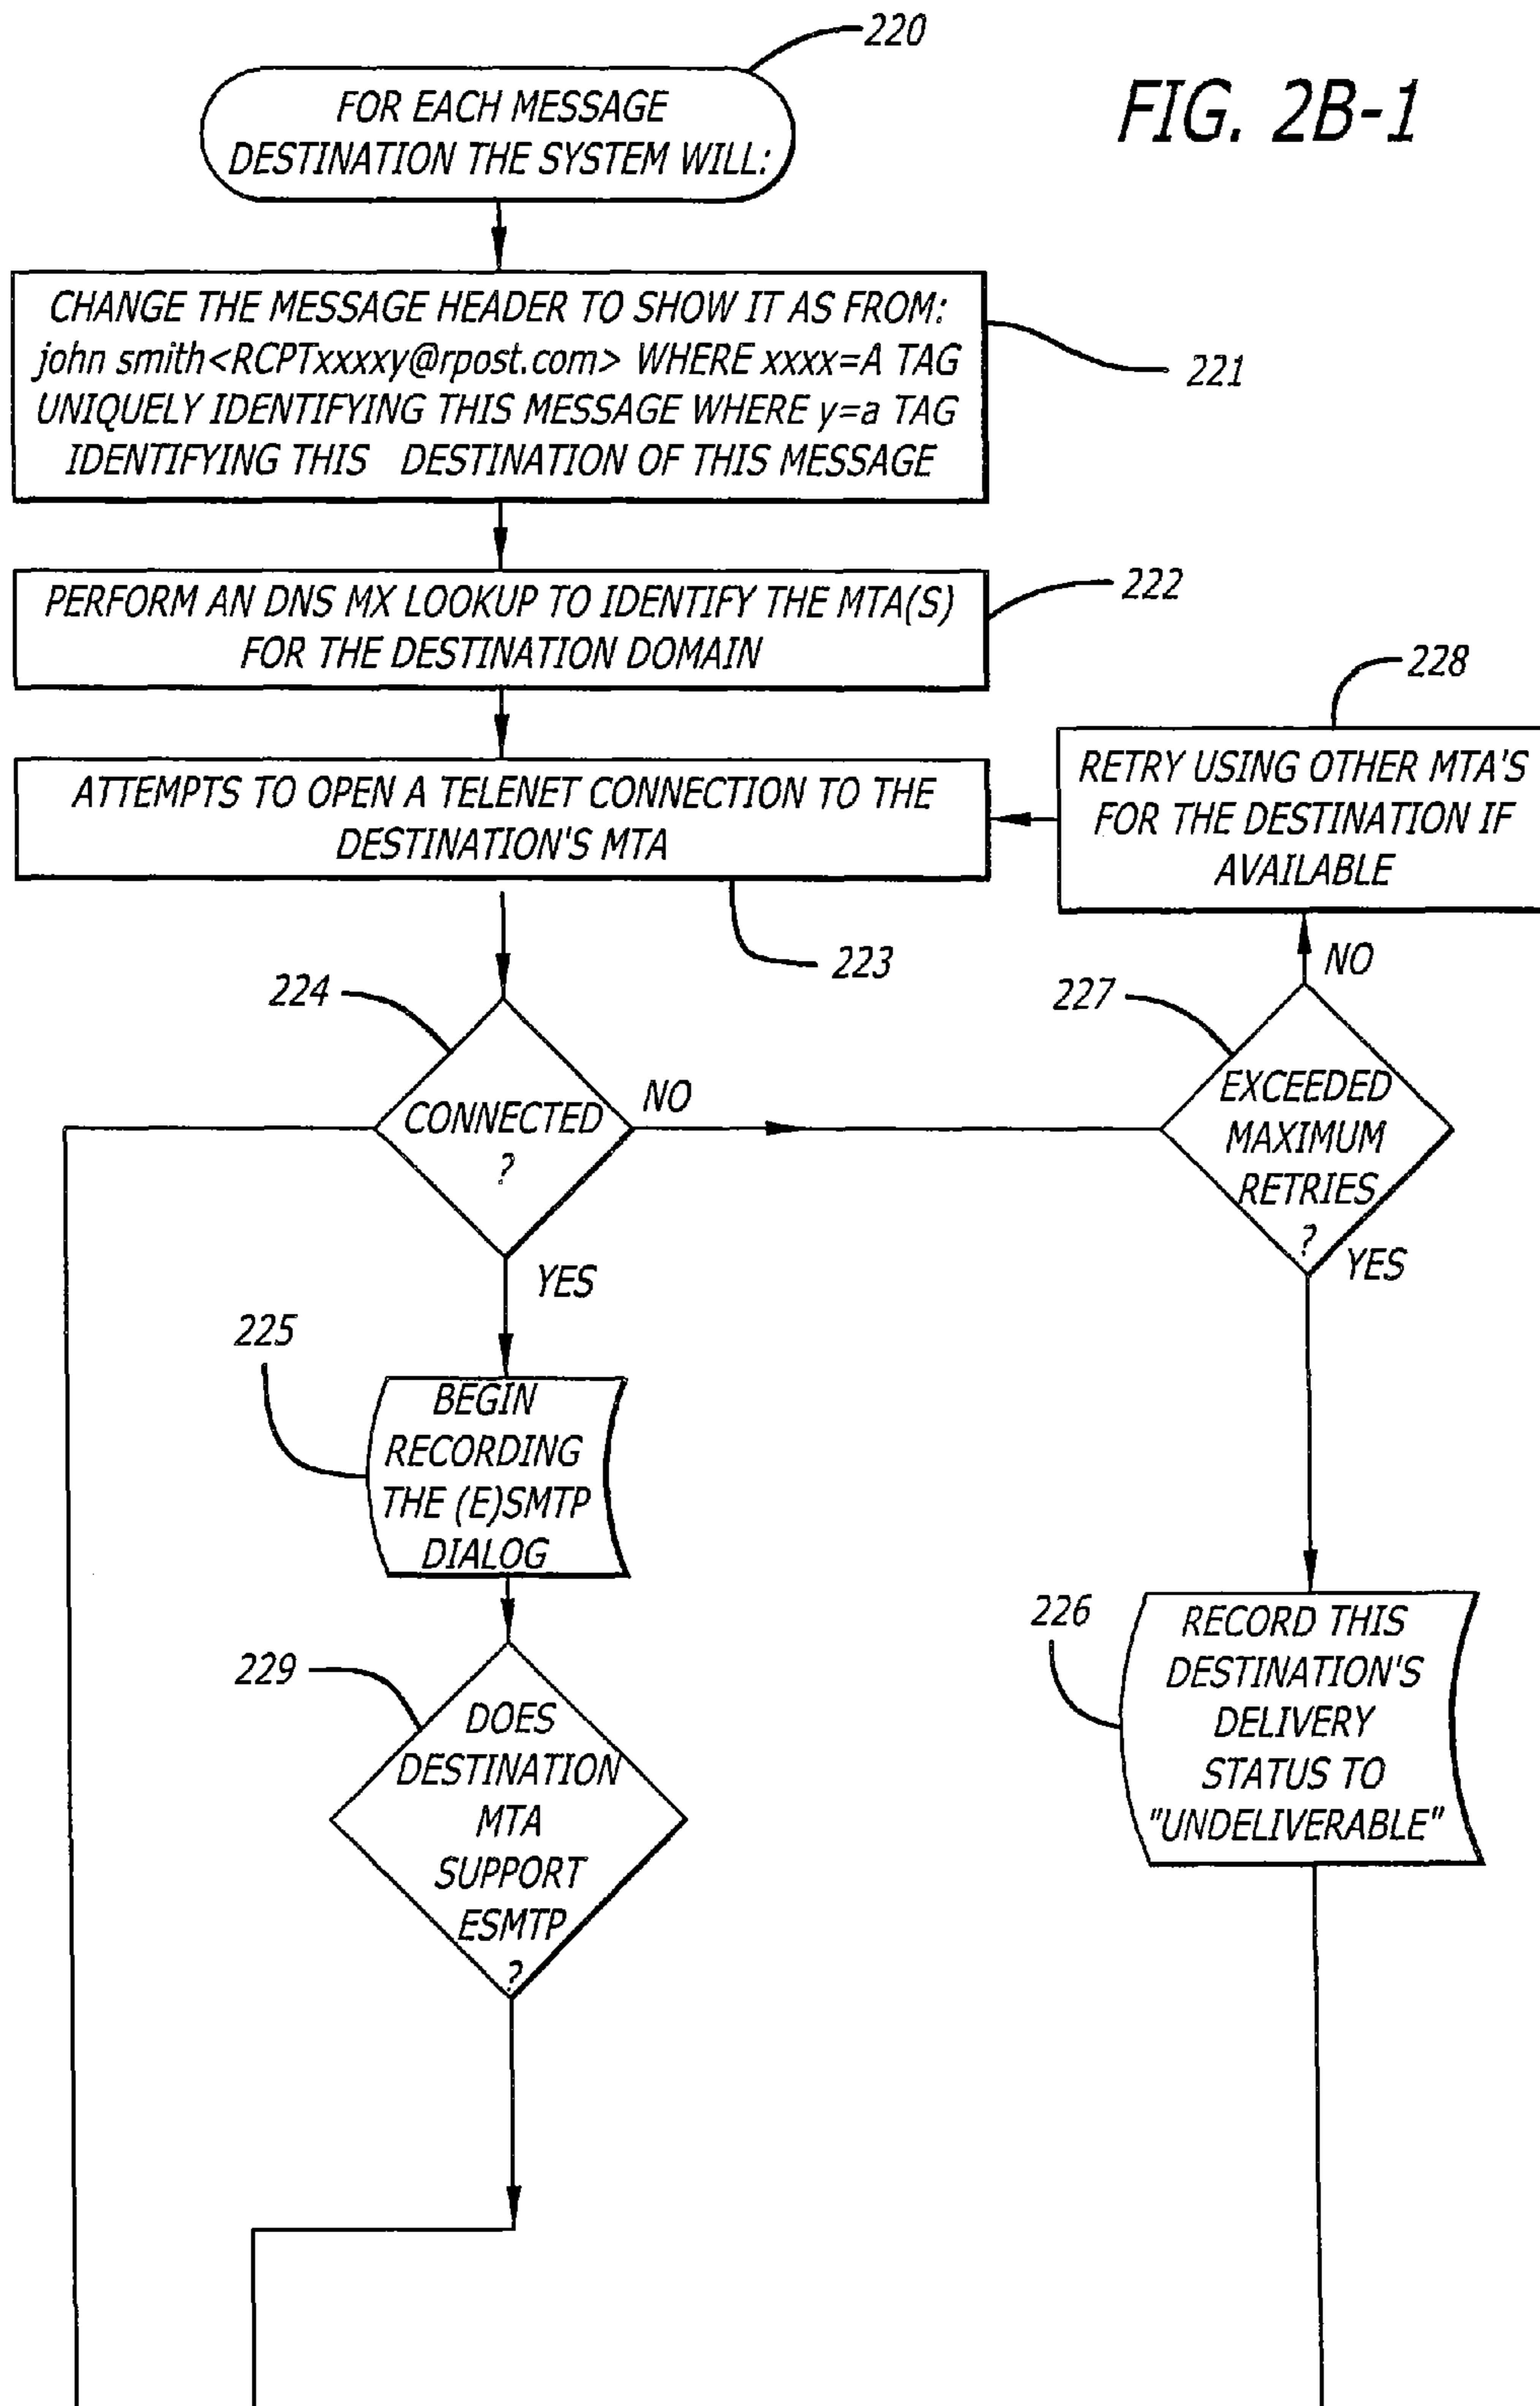 220
FIG. 2B-1
FOR EACH MESSAGE
DESTINATION THE SYSTEM WILL:
CHANGE THE MESSAGE HEADER TO SHOW IT AS FROM:
john smith<RCPTxxxxy@rpost.com> WHERE xxxx=A TAG
UNIQUELY IDENTIFYING THIS MESSAGE WHERE y=a TAG
IDENTIFYING THIS DESTINATION OF THIS MESSAGE
221
PERFORM AN DNS MX LOOKUP TO IDENTIFY THE MTA(S)
FOR THE DESTINATION DOMAIN
222
228
ATTEMPTS TO OPEN A TELENET CONNECTION TO THE
DESTINATION'S MTA
RETRY USING OTHER MTA'S
FOR THE DESTINATION IF
AVAILABLE
223
NO
224
227
CONNECTED
?
NO
EXCEEDED
MAXIMUM
RETRIES
?
YES
YES
225
BEGIN
RECORDING
THE (E)SMTP
DIALOG
226
RECORD THIS
DESTINATION'S
DELIVERY
STATUS TO
"UNDELIVERABLE"
229
DOES
DESTINATION
MTA
SUPPORT
ESMTP
?